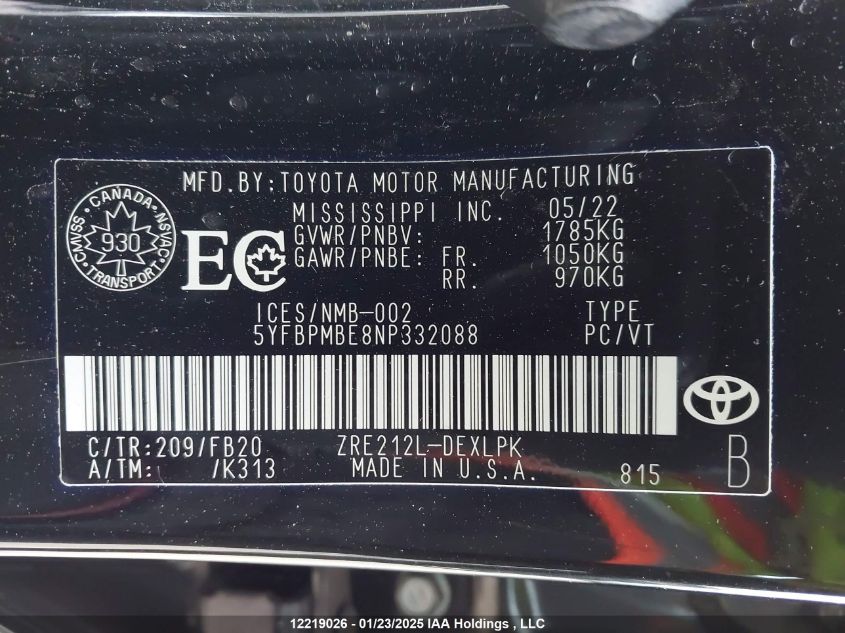 MFD.BY:TOYOTA MOTOR MANUFACTURING
MISSISSIPPI INC. 05/22
GVWR/PNBV: 1785KG
GAWR/PNBE: FR. 1050KG
RR. 970KG
CANADA
CMVSS NSVAC
930
TRANSPORT
EC
ICES/NMB-002 TYPE
5YFBPMBE8NP332088 PC/VT
C/TR:209/FB20 ZRE212L-DEXLPK
A/TM: /K313 MADE IN U.S.A. 815 B
12219026 - 01/23/2025 IAA Holdings , LLC